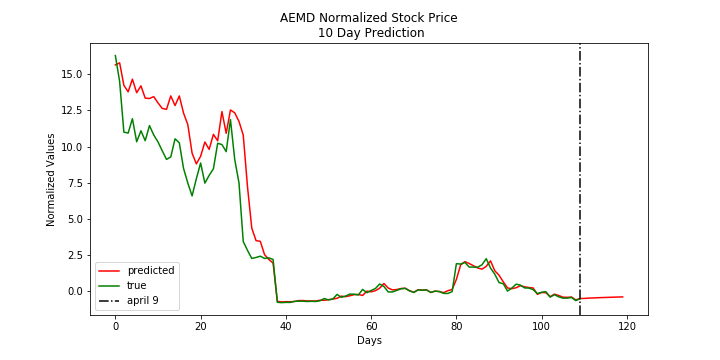 AEMD Normalized Stock Price
10 Day Prediction
Normalized Values
15.0
12.5
10.0
7.5
5.0
2.5
0.0
predicted
true
april 9
0 20 40 60 80 100 120
Days